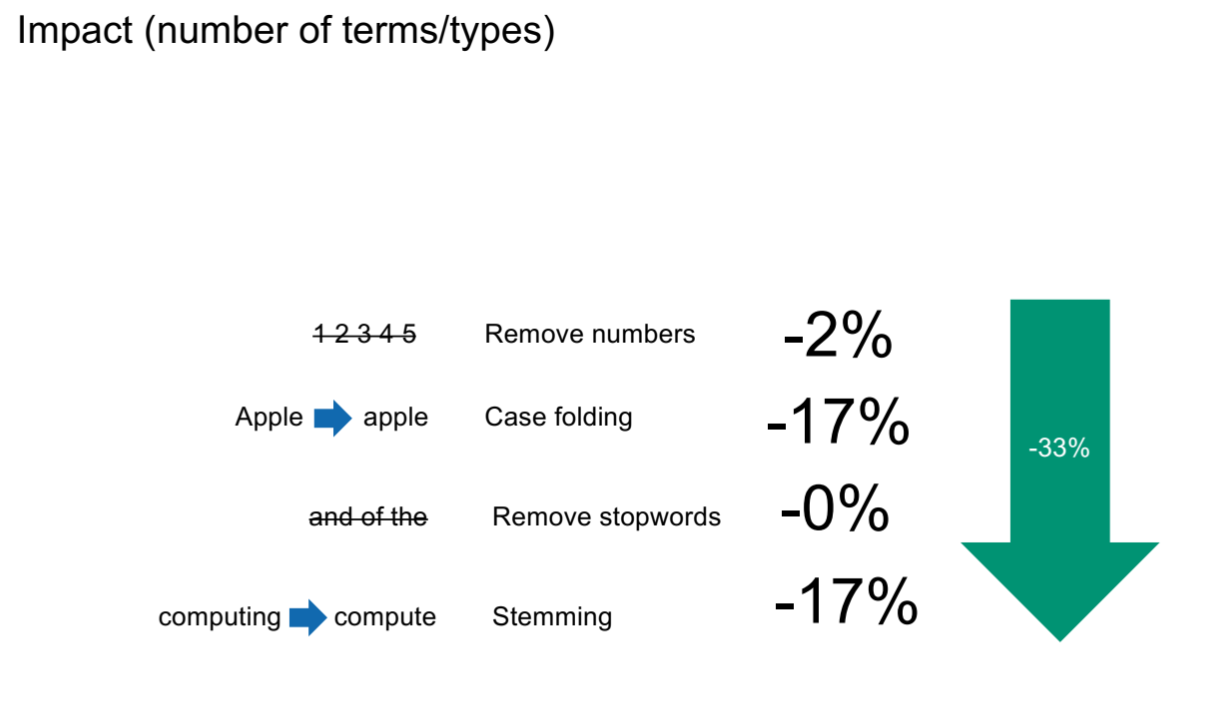 Impact (number of terms/types)
1 2 3 4 5 Remove numbers -2%
Apple apple Case folding -17%
-33%
and of the Remove stopwords -0%
computing compute Stemming -17%